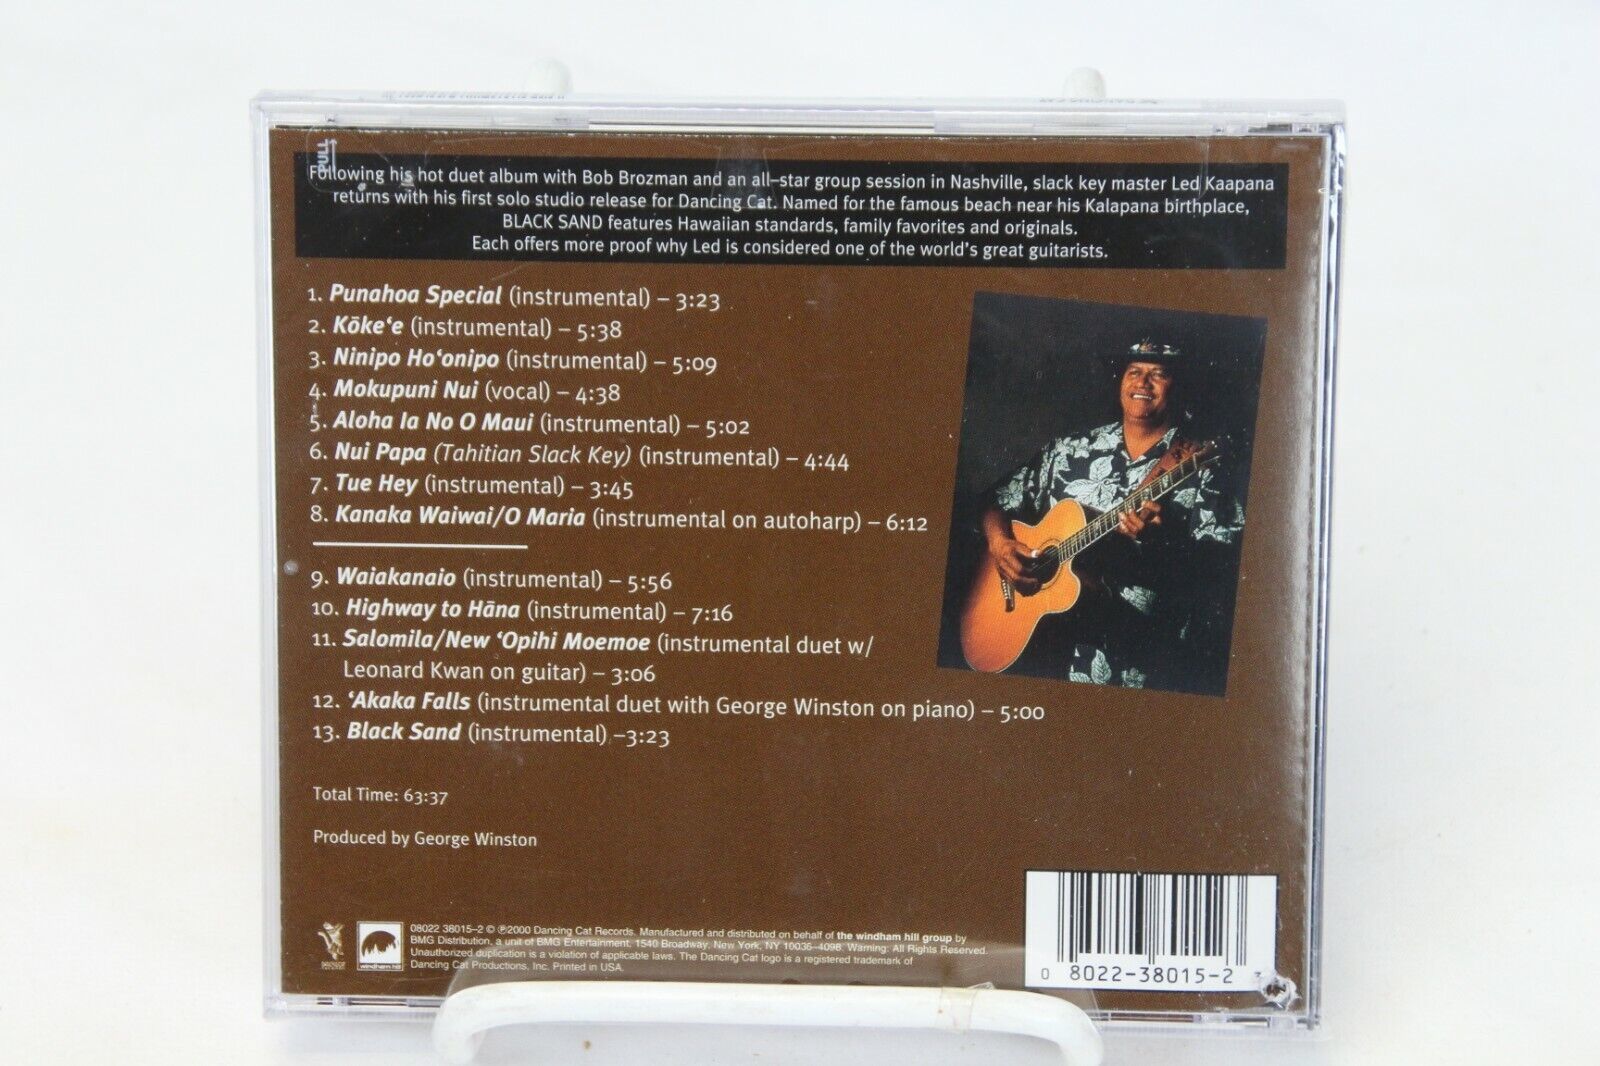 PULL
Following his hot duet album with Bob Brozman and an all–star group session in Nashville, slack key master Led Kaapana
returns with his first solo studio release for Dancing Cat. Named for the famous beach near his Kalapana birthplace,
BLACK SAND features Hawaiian standards, family favorites and originals.
Each offers more proof why Led is considered one of the world's great guitarists.
1. Punahoa Special (instrumental) – 3:23
2. Kōke‘e (instrumental) – 5:38
3. Ninipo Ho‘onipo (instrumental) – 5:09
4. Mokupuni Nui (vocal) – 4:38
5. Aloha Ia No O Maui (instrumental) – 5:02
6. Nui Papa (Tahitian Slack Key) (instrumental) – 4:44
7. Tue Hey (instrumental) – 3:45
8. Kanaka Waiwai/O Maria (instrumental on autoharp) – 6:12
9. Waiakanaio (instrumental) – 5:56
10. Highway to Hāna (instrumental) – 7:16
11. Salomila/New ‘Opihi Moemoe (instrumental duet w/
Leonard Kwan on guitar) – 3:06
12. ‘Akaka Falls (instrumental duet with George Winston on piano) – 5:00
13. Black Sand (instrumental) –3:23
Total Time: 63:37
Produced by George Winston
windham hill
08022 38015–2 © ℗2000 Dancing Cat Records. Manufactured and distributed on behalf of the windham hill group by
BMG Distribution, a unit of BMG Entertainment, 1540 Broadway, New York, NY 10036–4098. Warning: All Rights Reserved.
Unauthorized duplication is a violation of applicable laws. The Dancing Cat logo is a registered trademark of
Dancing Cat Productions, Inc. Printed in USA.
0 8022-38015-2 3